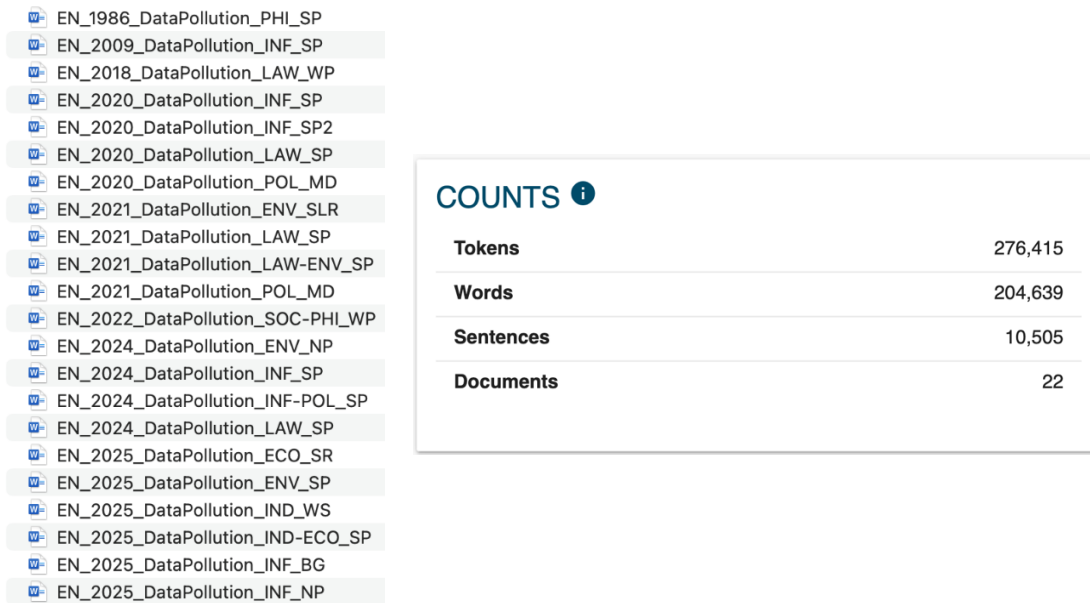 EN_1986_DataPollution_PHI_SP
EN_2009_DataPollution_INF_SP
EN_2018_DataPollution_LAW_WP
EN_2020_DataPollution_INF_SP
EN_2020_DataPollution_INF_SP2
EN_2020_DataPollution_LAW_SP
EN_2020_DataPollution_POL_MD
EN_2021_DataPollution_ENV_SLR
EN_2021_DataPollution_LAW_SP
EN_2021_DataPollution_LAW-ENV_SP
EN_2021_DataPollution_POL_MD
EN_2022_DataPollution_SOC-PHI_WP
EN_2024_DataPollution_ENV_NP
EN_2024_DataPollution_INF_SP
EN_2024_DataPollution_INF-POL_SP
EN_2024_DataPollution_LAW_SP
EN_2025_DataPollution_ECO_SR
EN_2025_DataPollution_ENV_SP
EN_2025_DataPollution_IND_WS
EN_2025_DataPollution_IND-ECO_SP
EN_2025_DataPollution_INF_BG
EN_2025_DataPollution_INF_NP
COUNTS
Tokens 276,415
Words 204,639
Sentences 10,505
Documents 22